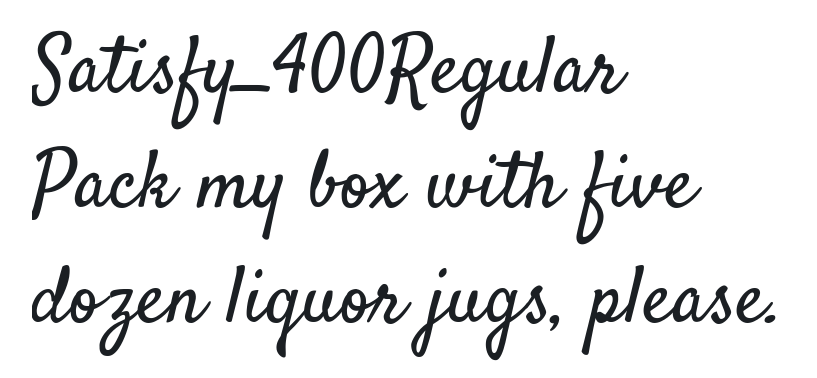 Satisfy_400Regular
Pack my box with five
dozen liquor jugs, please.